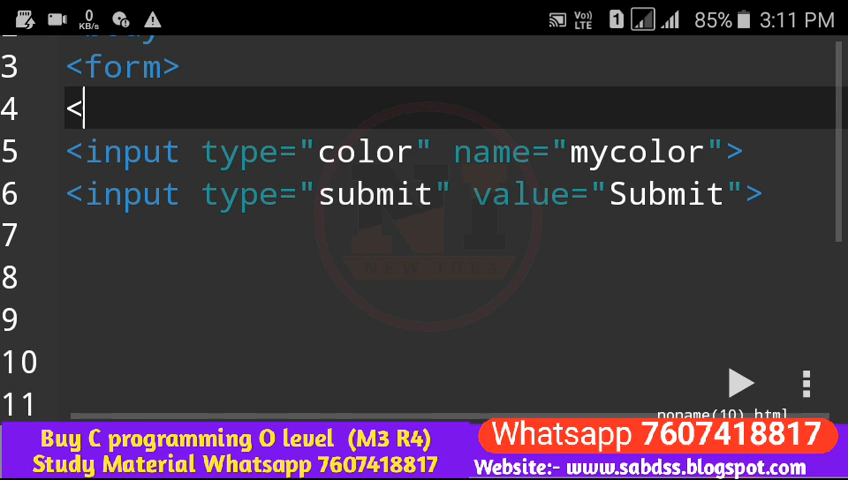 0 KB/s Vo) LTE 1 85% 3:11 PM
3 <form>
4 <
5 <input type="color" name="mycolor">
6 <input type="submit" value="Submit">
7
8
9
10
11
noname(10).html
NEW IDEA
Buy C programming O level (M3 R4)
Study Material Whatsapp 7607418817
Whatsapp 7607418817
Website:- www.sabdss.blogspot.com